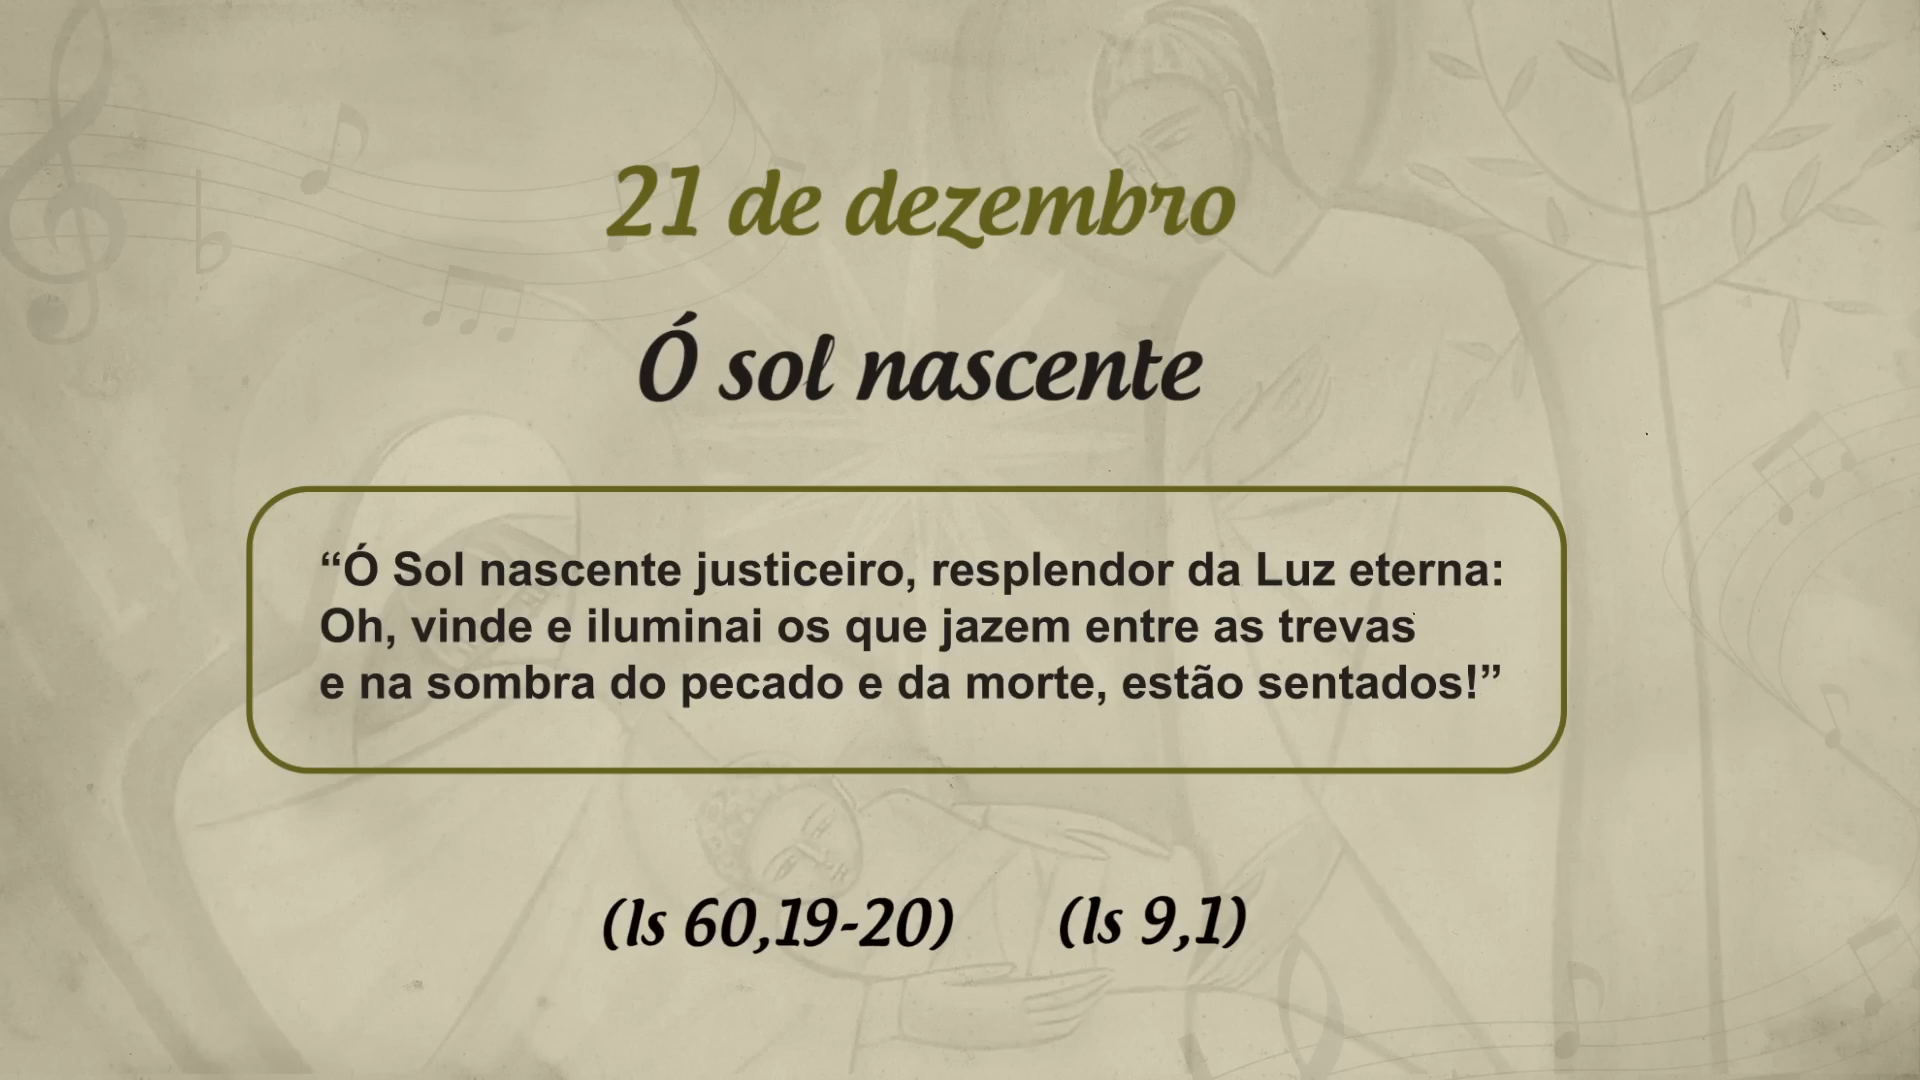 21 de dezembro
Ó sol nascente
“Ó Sol nascente justiceiro, resplendor da Luz eterna:
Oh, vinde e iluminai os que jazem entre as trevas
e na sombra do pecado e da morte, estão sentados!”
(Is 60,19-20) (Is 9,1)